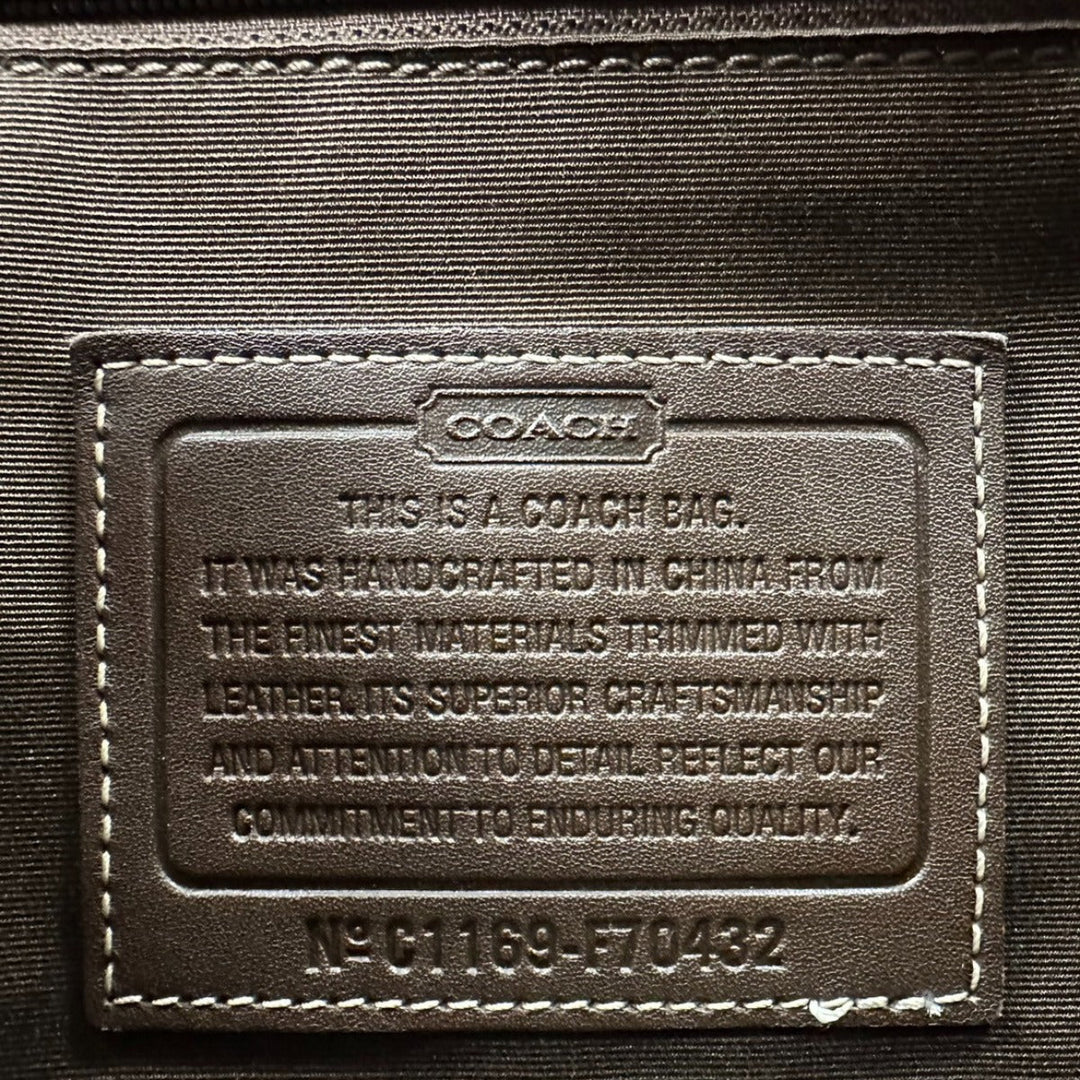 COACH
THIS IS A COACH BAG.
IT WAS HANDCRAFTED IN CHINA FROM
THE FINEST MATERIALS TRIMMED WITH
LEATHER. ITS SUPERIOR CRAFTSMANSHIP
AND ATTENTION TO DETAIL REFLECT OUR
COMMITMENT TO ENDURING QUALITY.
Nº C1169-F70432